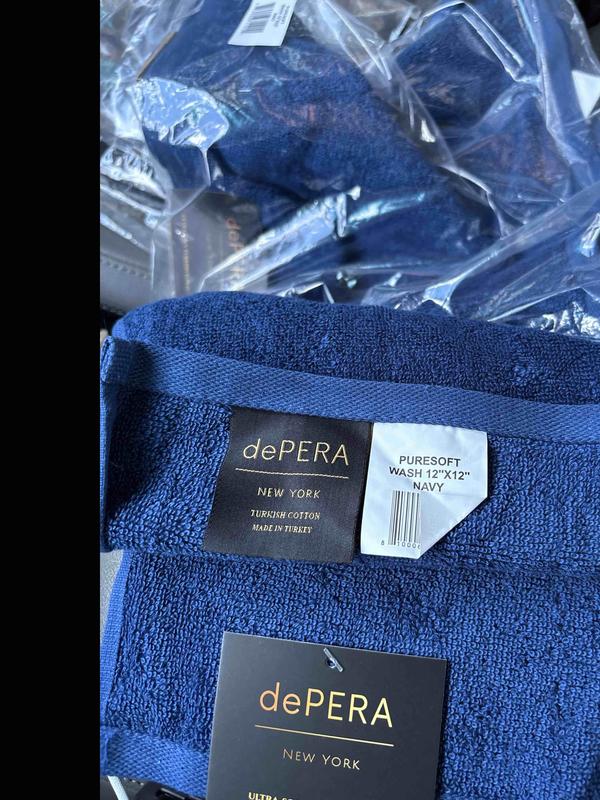 dePERA
NEW YORK
TURKISH COTTON
MADE IN TURKEY
PURESOFT
WASH 12"X12"
NAVY
dePERA
NEW YORK